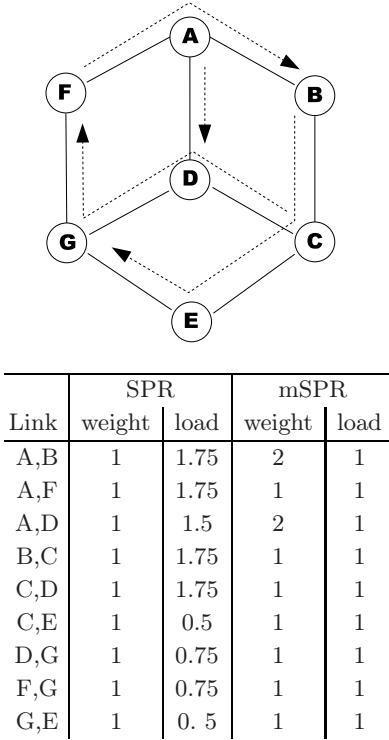 A
F
B
D
G
C
E
SPR mSPR
Link weight load weight load
A,B 1 1.75 2 1
A,F 1 1.75 1 1
A,D 1 1.5 2 1
B,C 1 1.75 1 1
C,D 1 1.75 1 1
C,E 1 0.5 1 1
D,G 1 0.75 1 1
F,G 1 0.75 1 1
G,E 1 0. 5 1 1